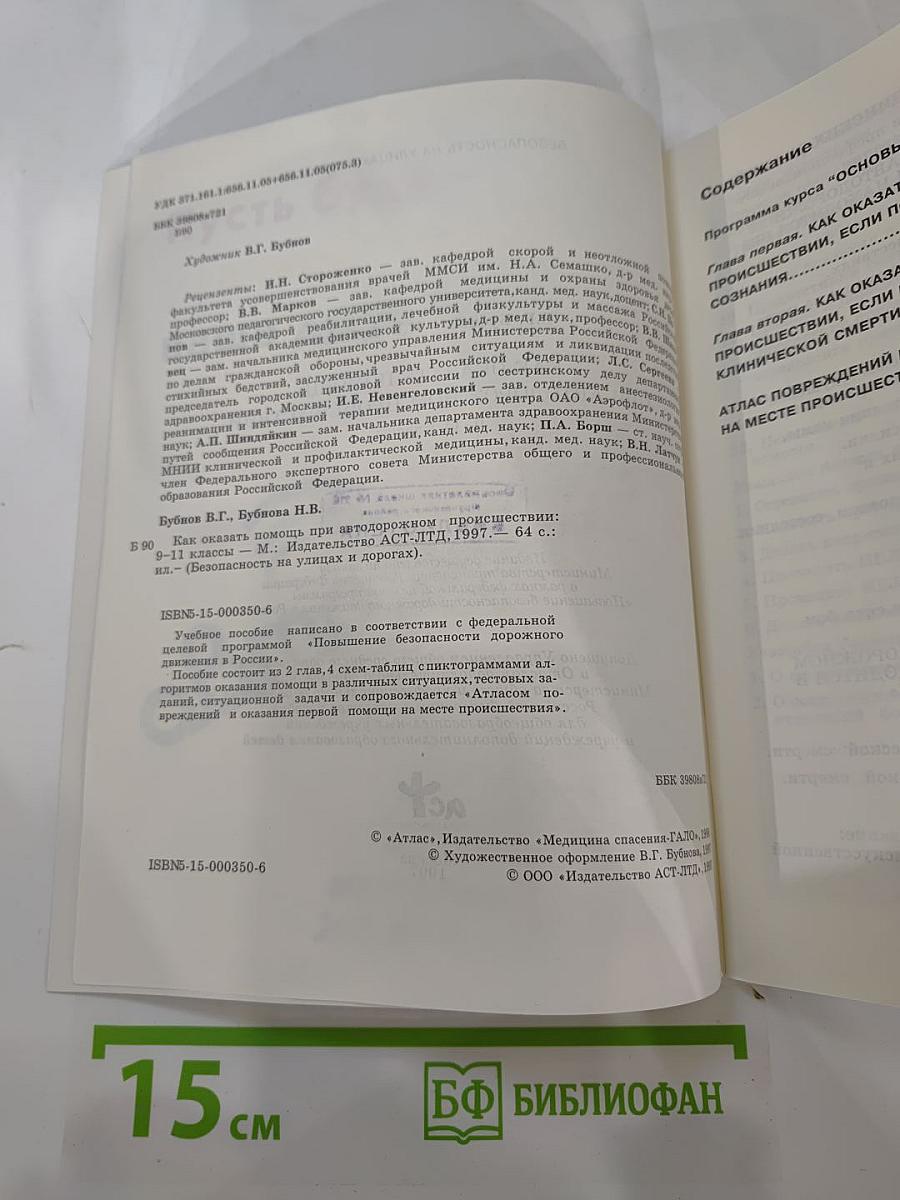 УДК 371.161.1:656.11.05+656.11.05(075.3)
ББК 39808я721
Б90
Художник В.Г. Бубнов
Рецензенты: И.Н. Стороженко — зав. кафедрой скорой и неотложной
факультета усовершенствования врачей ММСИ им. Н.А. Семашко, д-р мед.
профессор; В.В. Марков — зав. кафедрой медицины и охраны здоровья
Московского педагогического государственного университета, канд. мед. наук, доцент; С.Н.
нов — зав. кафедрой реабилитации, лечебной физкультуры и массажа
государственной академии физической культуры, д-р мед. наук, профессор; В.И.
вец — зам. начальника медицинского управления Министерства Российской
по делам гражданской обороны, чрезвычайным ситуациям и ликвидации
стихийных бедствий, заслуженный врач Российской Федерации; Л.С. Сергеева
председатель городской цикловой комиссии по сестринскому делу
здравоохранения г. Москвы; И.Е. Невенгеловский — зав. отделением
реанимации и интенсивной терапии медицинского центра ОАО «Аэрофлот», д-р
наук; А.П. Шиндяйкин — зам. начальника департамента здравоохранения
путей сообщения Российской Федерации, канд. мед. наук; П.А. Борщ — ст. науч.
МНИИ клинической и профилактической медицины, канд. мед. наук; В.Н.
член Федерального экспертного совета Министерства общего и
образования Российской Федерации.
Бубнов В.Г., Бубнова Н.В.
Б 90 Как оказать помощь при автодорожном происшествии:
9–11 классы — М.: Издательство АСТ-ЛТД, 1997.— 64 с.:
ил.– (Безопасность на улицах и дорогах).
ISBN5-15-000350-6
Учебное пособие написано в соответствии с федеральной
целевой программой «Повышение безопасности дорожного
движения в России».
Пособие состоит из 2 глав, 4 схем-таблиц с пиктограммами ал-
горитмов оказания помощи в различных ситуациях, тестовых за-
даний, ситуационной задачи и сопровождается «Атласом по-
вреждений и оказания первой помощи на месте происшествия».
ББК 39808я72
© «Атлас», Издательство «Медицина спасения-ГАЛО»,
© Художественное оформление В.Г. Бубнова,
ISBN5-15-000350-6
© ООО «Издательство АСТ-ЛТД»,
Содержание
Программа курса "ОСНОВЫ
Глава первая. КАК ОКАЗАТ
ПРОИСШЕСТВИИ, ЕСЛИ
СОЗНАНИЯ
Глава вторая. КАК ОКАЗА
ПРОИСШЕСТВИИ, ЕСЛИ
КЛИНИЧЕСКОЙ СМЕРТИ
АТЛАС ПОВРЕЖДЕНИЙ
НА МЕСТЕ ПРОИСШЕСТ
15 см
БФ БИБЛИОФАН